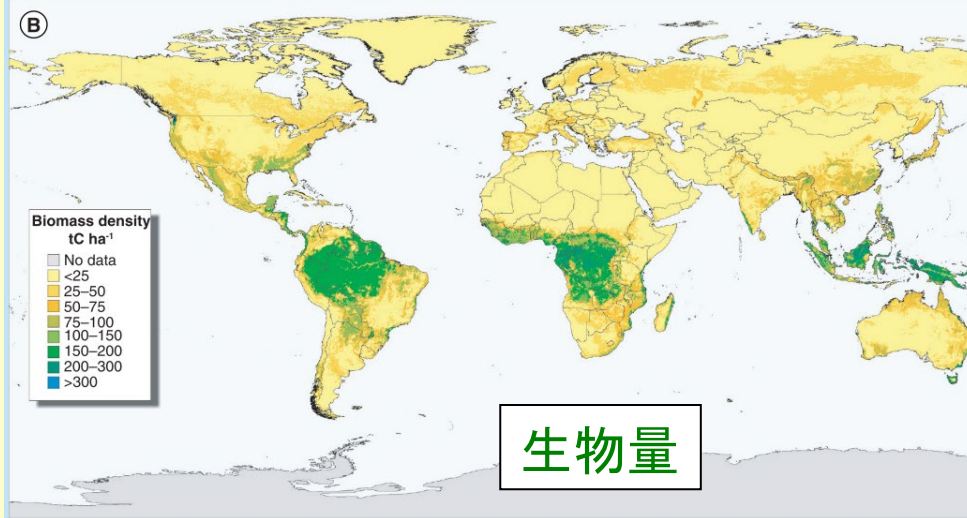 B
Biomass density
tC ha⁻¹
No data
<25
25–50
50–75
75–100
100–150
150–200
200–300
>300
生物量